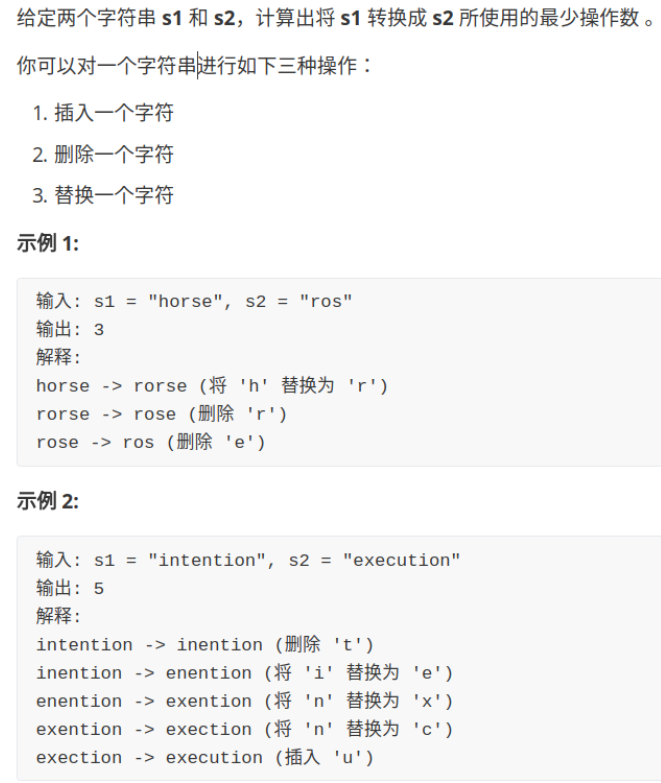 给定两个字符串 s1 和 s2，计算出将 s1 转换成 s2 所使用的最少操作数 。
你可以对一个字符串进行如下三种操作：
1. 插入一个字符
2. 删除一个字符
3. 替换一个字符
示例 1:
输入: s1 = "horse", s2 = "ros"
输出: 3
解释:
horse -> rorse (将 'h' 替换为 'r')
rorse -> rose (删除 'r')
rose -> ros (删除 'e')
示例 2:
输入: s1 = "intention", s2 = "execution"
输出: 5
解释:
intention -> inention (删除 't')
inention -> enention (将 'i' 替换为 'e')
enention -> exention (将 'n' 替换为 'x')
exention -> exection (将 'n' 替换为 'c')
exection -> execution (插入 'u')